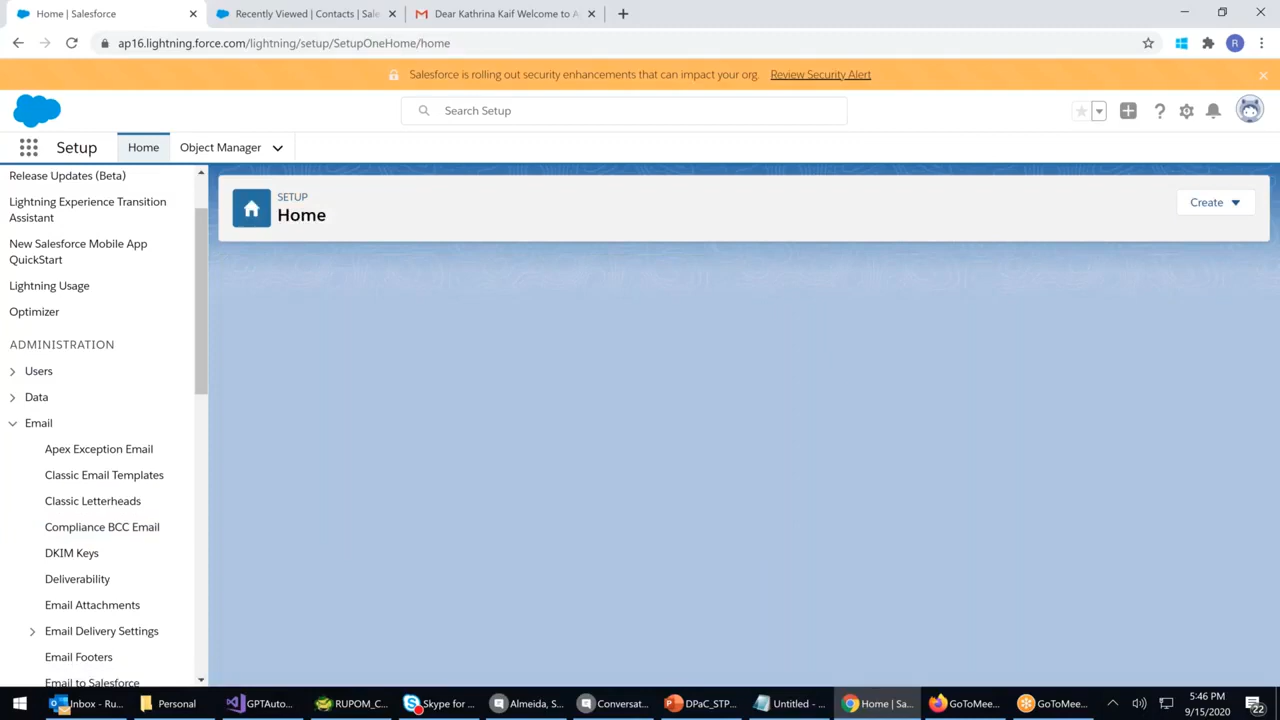 Home | Salesforce
Recently Viewed | Contacts | Sale
Dear Kathrina Kaif Welcome to A
ap16.lightning.force.com/lightning/setup/SetupOneHome/home
R
Salesforce is rolling out security enhancements that can impact your org. Review Security Alert
Search Setup
Setup
Home
Object Manager
Release Updates (Beta)
Lightning Experience Transition
Assistant
New Salesforce Mobile App
QuickStart
Lightning Usage
Optimizer
ADMINISTRATION
Users
Data
Email
Apex Exception Email
Classic Email Templates
Classic Letterheads
Compliance BCC Email
DKIM Keys
Deliverability
Email Attachments
Email Delivery Settings
Email Footers
Email to Salesforce
SETUP
Home
Create
Inbox - Ru...
Personal
GPTAuto...
RUPOM_C...
Skype for ...
Almeida, S...
Conversat...
DPaC_STP...
Untitled - ...
Home | Sa...
GoToMee...
GoToMee...
5:46 PM
9/15/2020
22